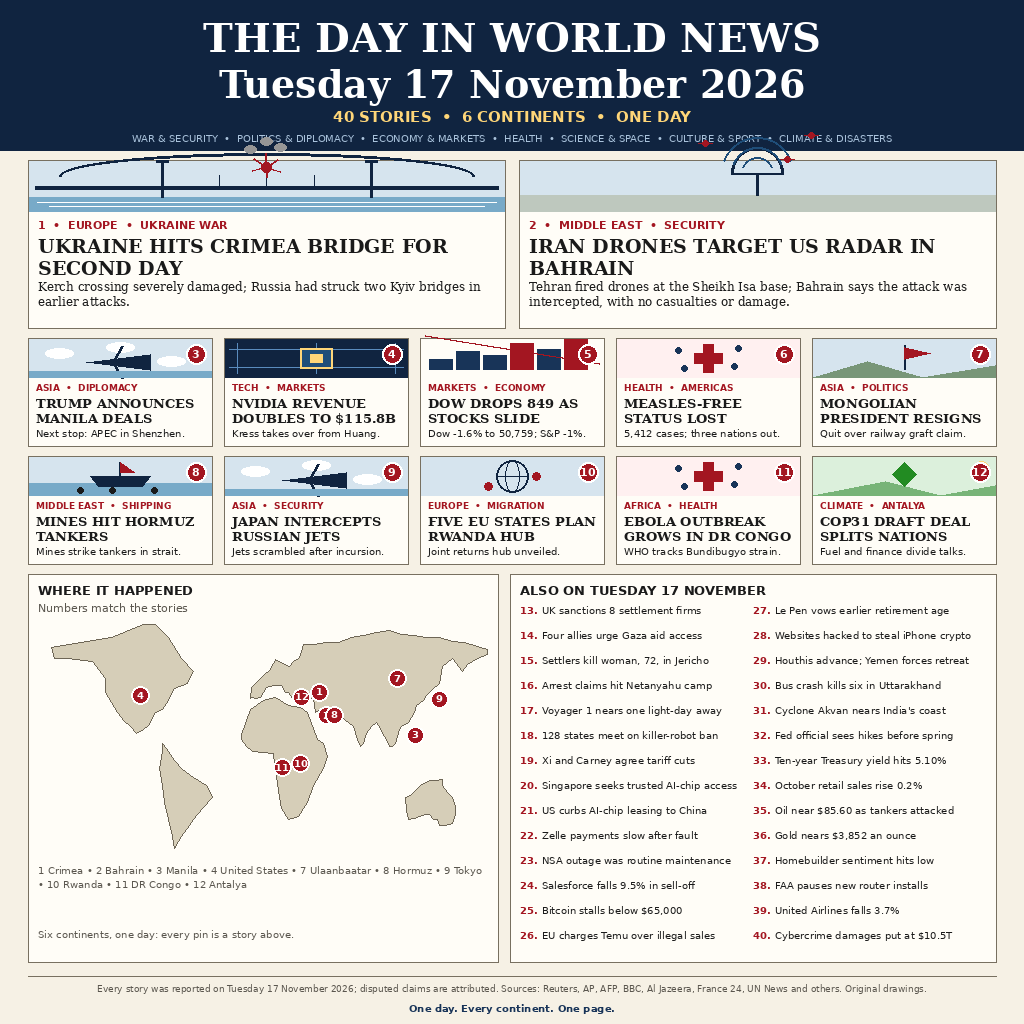 THE DAY IN WORLD NEWS
Tuesday 17 November 2026
40 STORIES • 6 CONTINENTS • ONE DAY
WAR & SECURITY • POLITICS & DIPLOMACY • ECONOMY & MARKETS • HEALTH • SCIENCE & SPACE • CULTURE & SPORT • CLIMATE & DISASTERS
1 • EUROPE • UKRAINE WAR
UKRAINE HITS CRIMEA BRIDGE FOR
SECOND DAY
Kerch crossing severely damaged; Russia had struck two Kyiv bridges in
earlier attacks.
2 • MIDDLE EAST • SECURITY
IRAN DRONES TARGET US RADAR IN
BAHRAIN
Tehran fired drones at the Sheikh Isa base; Bahrain says the attack was
intercepted, with no casualties or damage.
3
ASIA • DIPLOMACY
TRUMP ANNOUNCES
MANILA DEALS
Next stop: APEC in Shenzhen.
4
TECH • MARKETS
NVIDIA REVENUE
DOUBLES TO $115.8B
Kress takes over from Huang.
5
MARKETS • ECONOMY
DOW DROPS 849 AS
STOCKS SLIDE
Dow -1.6% to 50,759; S&P -1%.
6
HEALTH • AMERICAS
MEASLES-FREE
STATUS LOST
5,412 cases; three nations out.
7
ASIA • POLITICS
MONGOLIAN
PRESIDENT RESIGNS
Quit over railway graft claim.
8
MIDDLE EAST • SHIPPING
MINES HIT HORMUZ
TANKERS
Mines strike tankers in strait.
9
ASIA • SECURITY
JAPAN INTERCEPTS
RUSSIAN JETS
Jets scrambled after incursion.
10
EUROPE • MIGRATION
FIVE EU STATES PLAN
RWANDA HUB
Joint returns hub unveiled.
11
AFRICA • HEALTH
EBOLA OUTBREAK
GROWS IN DR CONGO
WHO tracks Bundibugyo strain.
12
CLIMATE • ANTALYA
COP31 DRAFT DEAL
SPLITS NATIONS
Fuel and finance divide talks.
WHERE IT HAPPENED
Numbers match the stories
7
1
12
4
9
8
3
10
11
1 Crimea • 2 Bahrain • 3 Manila • 4 United States • 7 Ulaanbaatar • 8 Hormuz • 9 Tokyo
• 10 Rwanda • 11 DR Congo • 12 Antalya
Six continents, one day: every pin is a story above.
ALSO ON TUESDAY 17 NOVEMBER
13. UK sanctions 8 settlement firms
14. Four allies urge Gaza aid access
15. Settlers kill woman, 72, in Jericho
16. Arrest claims hit Netanyahu camp
17. Voyager 1 nears one light-day away
18. 128 states meet on killer-robot ban
19. Xi and Carney agree tariff cuts
20. Singapore seeks trusted AI-chip access
21. US curbs AI-chip leasing to China
22. Zelle payments slow after fault
23. NSA outage was routine maintenance
24. Salesforce falls 9.5% in sell-off
25. Bitcoin stalls below $65,000
26. EU charges Temu over illegal sales
27. Le Pen vows earlier retirement age
28. Websites hacked to steal iPhone crypto
29. Houthis advance; Yemen forces retreat
30. Bus crash kills six in Uttarakhand
31. Cyclone Akvan nears India's coast
32. Fed official sees hikes before spring
33. Ten-year Treasury yield hits 5.10%
34. October retail sales rise 0.2%
35. Oil near $85.60 as tankers attacked
36. Gold nears $3,852 an ounce
37. Homebuilder sentiment hits low
38. FAA pauses new router installs
39. United Airlines falls 3.7%
40. Cybercrime damages put at $10.5T
Every story was reported on Tuesday 17 November 2026; disputed claims are attributed. Sources: Reuters, AP, AFP, BBC, Al Jazeera, France 24, UN News and others. Original drawings.
One day. Every continent. One page.